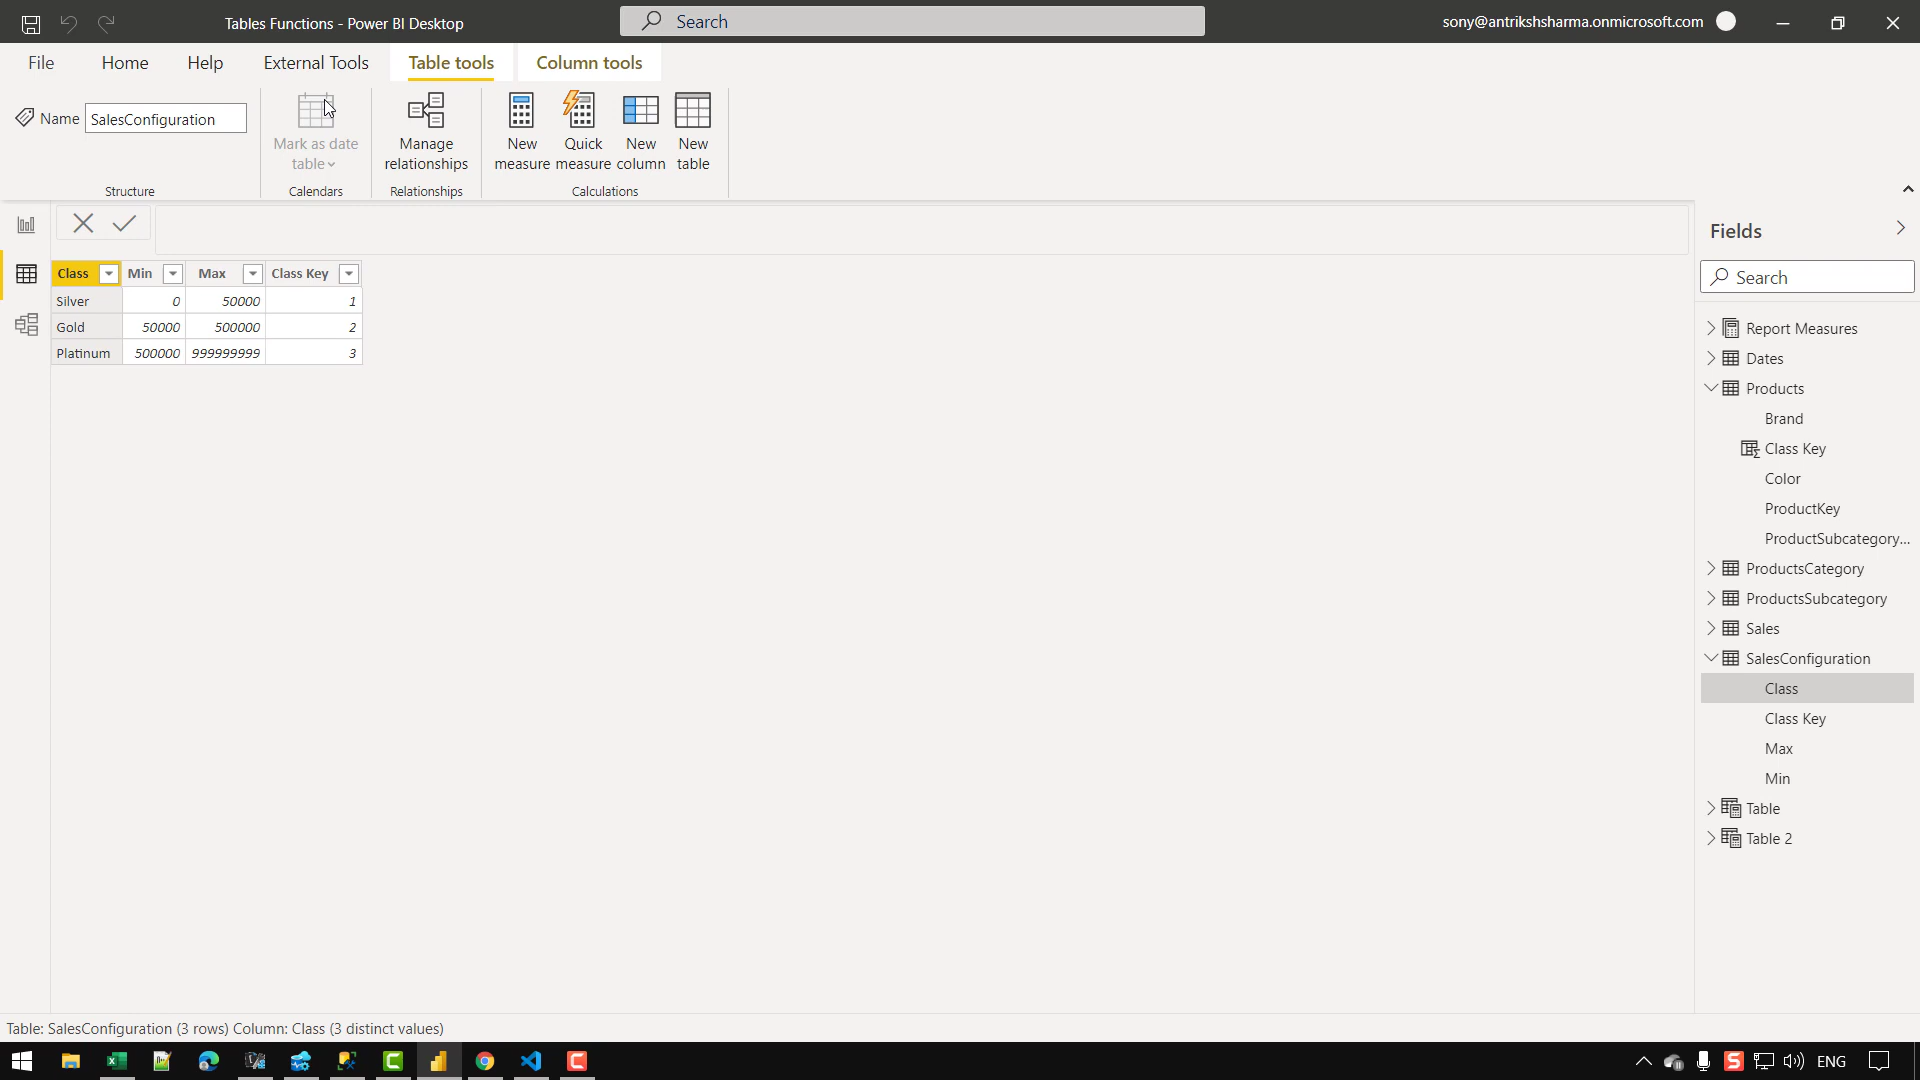 Tables Functions - Power BI Desktop
Search
sony@antrikshsharma.onmicrosoft.com
File Home Help External Tools Table tools Column tools
Name SalesConfiguration
Mark as date table
Manage relationships
New measure
Quick measure
New column
New table
Structure Calendars Relationships Calculations
Fields
Search
Class Min Max Class Key
Silver 0 50000 1
Gold 50000 500000 2
Platinum 500000 999999999 3
Report Measures
Dates
Products
Brand
Class Key
Color
ProductKey
ProductSubcategory...
ProductsCategory
ProductsSubcategory
Sales
SalesConfiguration
Class
Class Key
Max
Min
Table
Table 2
Table: SalesConfiguration (3 rows) Column: Class (3 distinct values)
ENG